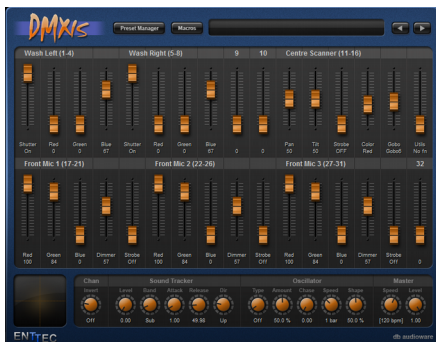 DMXIS
Preset Manager Macros
Wash Left (1-4) Wash Right (5-8) 9 10 Centre Scanner (11-16)
Shutter Red Green Blue Shutter Red Green Blue Pan Tilt Strobe Color Gobo Utils
On 0 0 67 On 0 0 67 0 0 50 50 OFF Red Gobo6 No fn
Front Mic 1 (17-21) Front Mic 2 (22-26) Front Mic 3 (27-31) 32
Red Green Blue Dimmer Strobe Red Green Blue Dimmer Strobe Red Green Blue Dimmer Strobe
100 84 0 57 Off 100 84 0 57 Off 100 84 0 57 Off 0
Chan Sound Tracker Oscillator Master
Invert Level Attack Release Dir Type Amount Chase Speed Shape Speed Level
Off 0.00 Sub 1.00 49.98 Up Off 50.0 % 0.00 1 bar 50.0 % [120 bpm] 1.00
ENTTEC db audioware